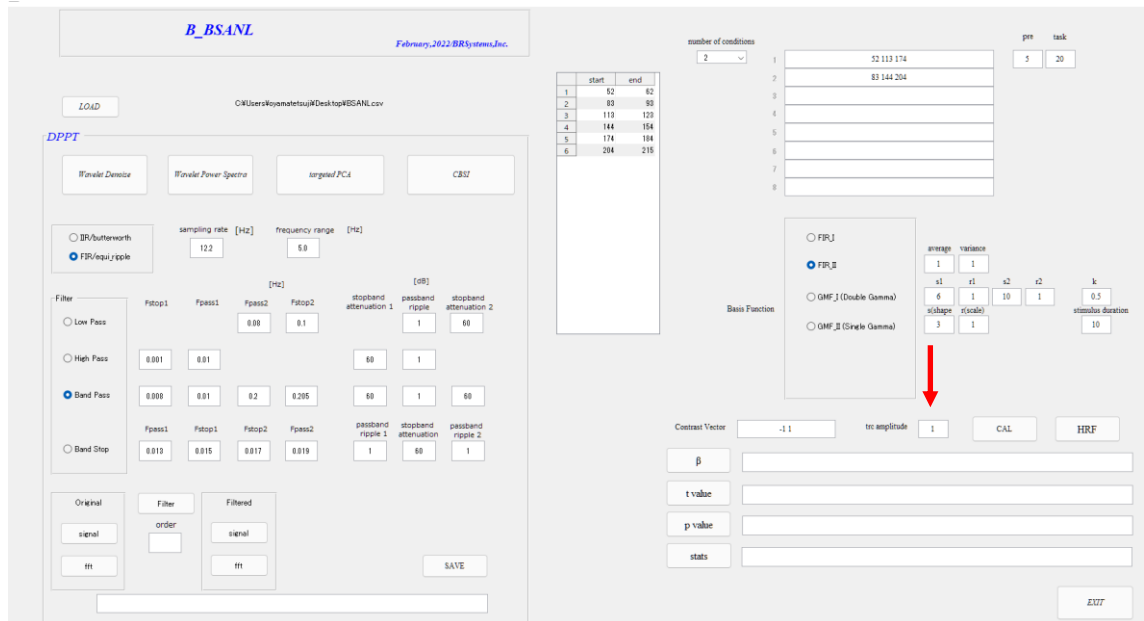 B_BSANL
February,2022/BRSystems,Inc.
LOAD
C:¥Users¥oyamatetsuji¥Desktop¥BSANL.csv
DPPT
Wavelet Denoize
Wavelet Power Spectra
targeted PCA
CBSI
IIR/butterworth
FIR/equi_ripple
sampling rate [Hz]
12.2
frequency range [Hz]
5.0
[Hz]
[dB]
Filter
Fstop1 Fpass1 Fpass2 Fstop2 stopband attenuation 1 passband ripple stopband attenuation 2
Low Pass 0.08 0.1 1 60
High Pass 0.001 0.01 60 1
Band Pass 0.008 0.01 0.2 0.205 60 1 60
Fpass1 Fstop1 Fstop2 Fpass2 passband ripple 1 stopband attenuation passband ripple 2
Band Stop 0.013 0.015 0.017 0.019 1 60 1
Original
signal
fft
Filter
order
Filtered
signal
fft
SAVE
number of conditions
2
pre task
5 20
1 52 113 174
2 83 144 204
3
4
5
6
7
8
start end
1 52 62
2 83 93
3 113 123
4 144 154
5 174 184
6 204 215
Basis Function
FIR_I
FIR_II
GMF_I (Double Gamma)
GMF_II (Single Gamma)
average variance
1 1
s1 r1 s2 r2 k
6 1 10 1 0.5
s(shape r(scale) stimulus duration
3 1 10
Contrast Vector -1 1 trc amplitude 1 CAL HRF
β
t value
p value
stats
EXIT